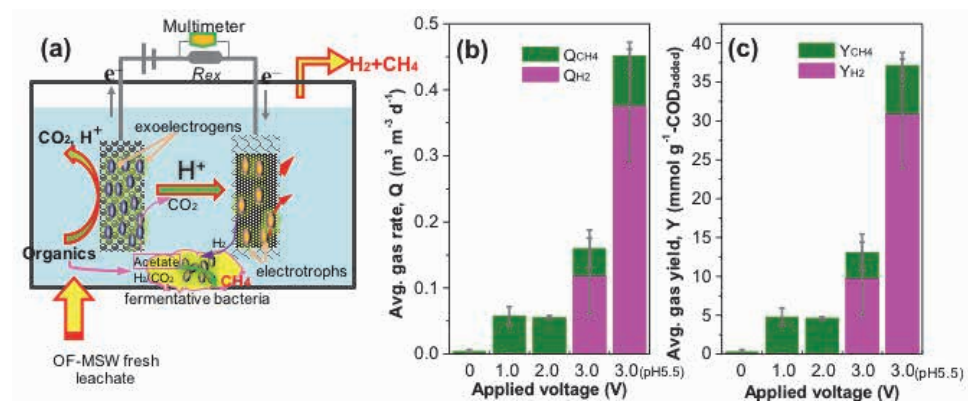 (a)
Multimeter
Rex
e⁻
e⁻
H₂+CH₄
CO₂, H⁺
exoelectrogens
H⁺
CO₂
H₂
Organics
Acetate
H₂/CO₂
CH₄
electrotrophs
fermentative bacteria
OF-MSW fresh
leachate
(b)
Q_CH4
Q_H2
Avg. gas rate, Q (m³ m⁻³ d⁻¹)
0.5
0.4
0.3
0.2
0.1
0.0
0 1.0 2.0 3.0 3.0(pH5.5)
Applied voltage (V)
(c)
Y_CH4
Y_H2
Avg. gas yield, Y (mmol g⁻¹-COD_added)
40
35
30
25
20
15
10
5
0
0 1.0 2.0 3.0 3.0(pH5.5)
Applied voltage (V)